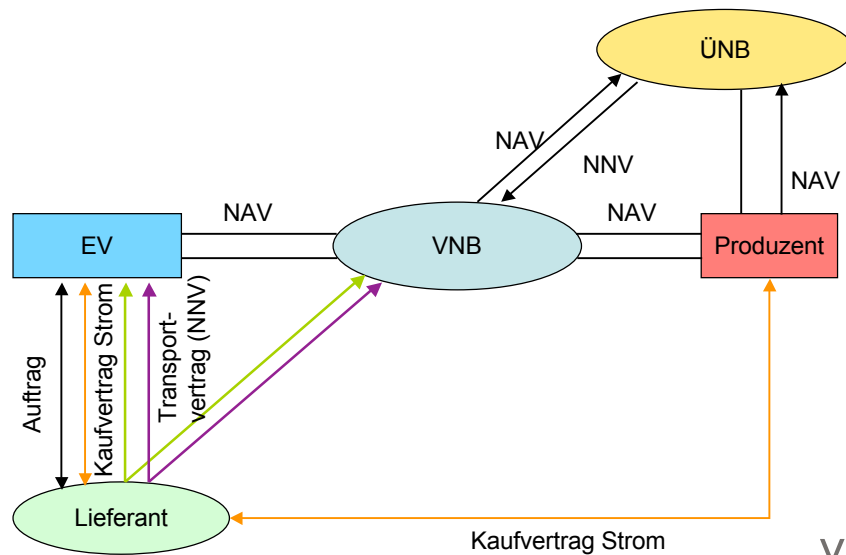 ÜNB
NAV
NNV
NAV
NAV
NAV
EV
VNB
Produzent
Auftrag
Kaufvertrag Strom
Transport-
vertrag (NNV)
Lieferant
Kaufvertrag Strom